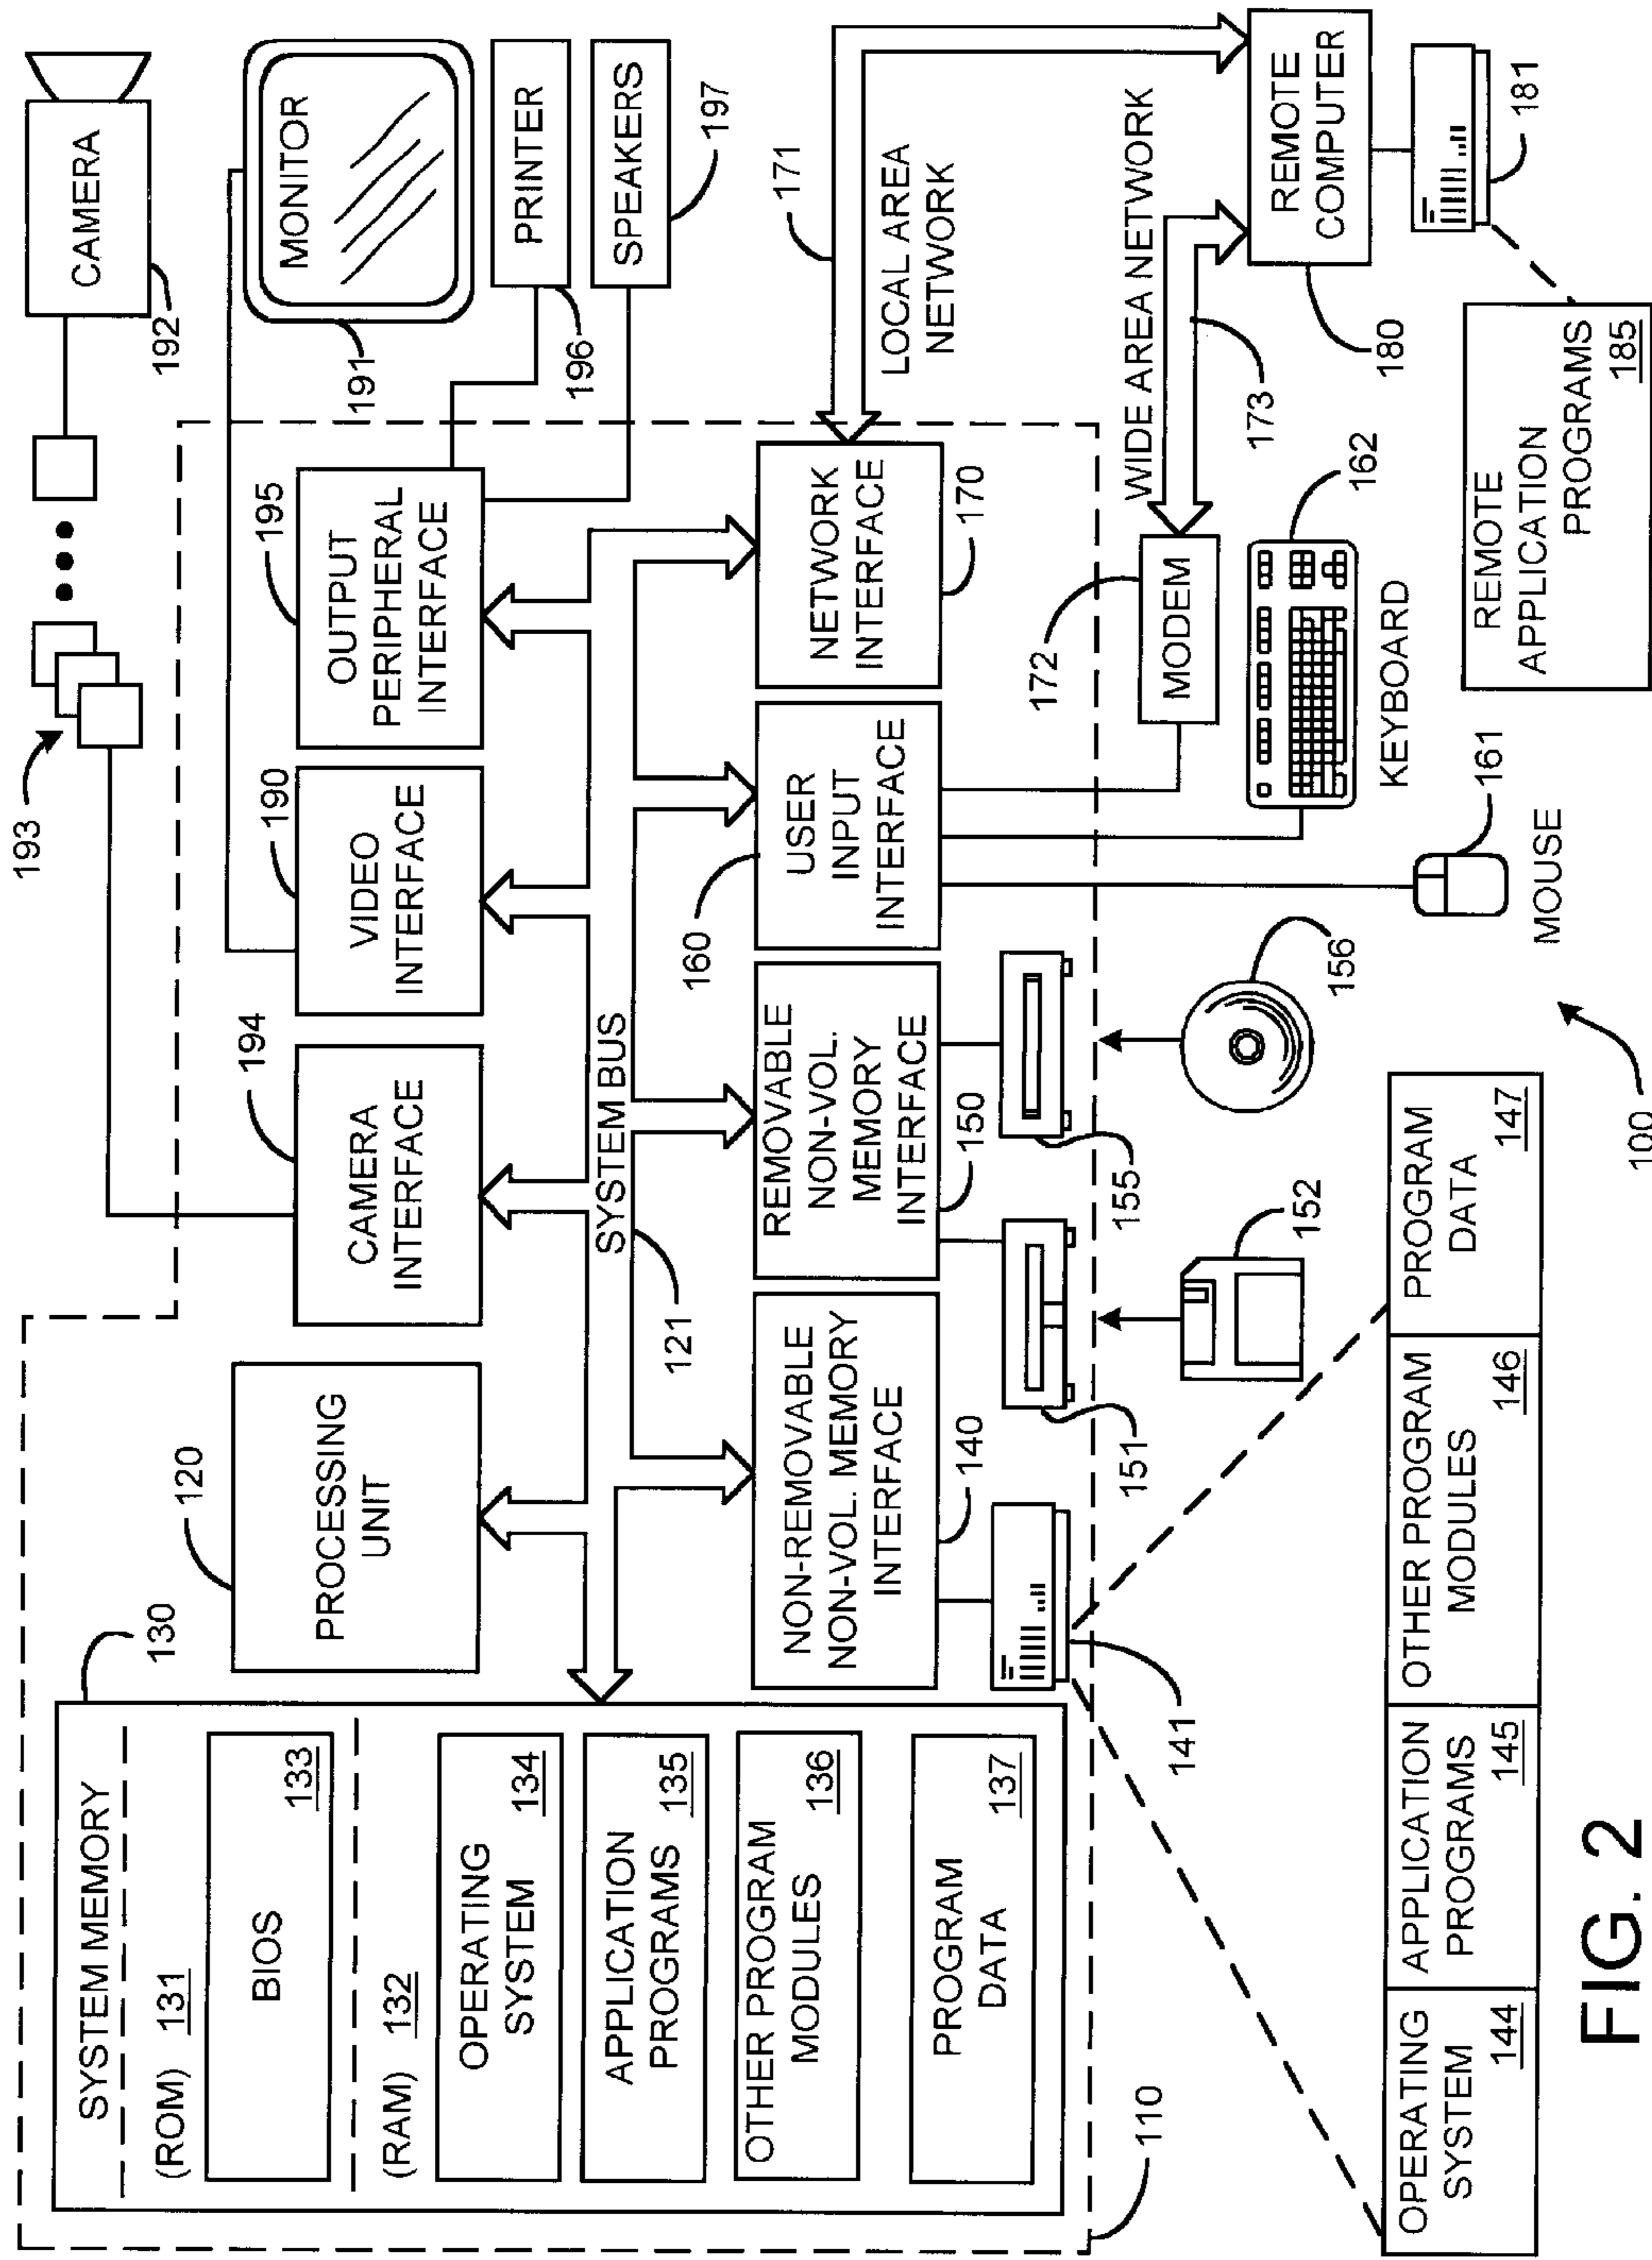 193
CAMERA
192
SYSTEM MEMORY
(ROM) 131
BIOS
133
(RAM) 132
OPERATING
SYSTEM
134
APPLICATION
PROGRAMS
135
OTHER PROGRAM
MODULES
136
PROGRAM
DATA
137
130
120
PROCESSING
UNIT
194
CAMERA
INTERFACE
190
VIDEO
INTERFACE
195
OUTPUT
PERIPHERAL
INTERFACE
MONITOR
191
PRINTER
196
SPEAKERS
197
SYSTEM BUS
121
NON-REMOVABLE
NON-VOL. MEMORY
INTERFACE
140
REMOVABLE
NON-VOL.
MEMORY
INTERFACE
150
160
USER
INPUT
INTERFACE
NETWORK
INTERFACE
170
171
LOCAL AREA
NETWORK
WIDE AREA NETWORK
173
172
MODEM
141
151
155
152
156
110
MOUSE
161
KEYBOARD
162
REMOTE
COMPUTER
180
181
REMOTE
APPLICATION
PROGRAMS
185
OPERATING
SYSTEM
144
APPLICATION
PROGRAMS
145
OTHER PROGRAM
MODULES
146
PROGRAM
DATA
147
100
FIG. 2